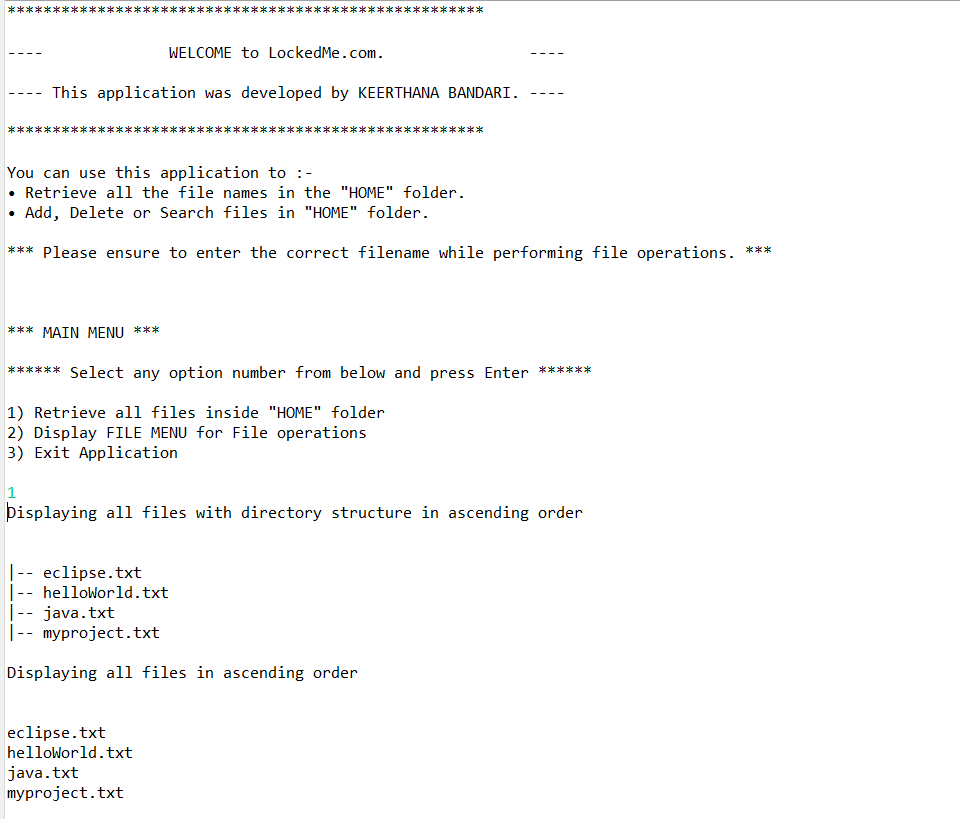 *****************************************************
----              WELCOME to LockedMe.com.                ----
---- This application was developed by KEERTHANA BANDARI. ----
*****************************************************
You can use this application to :-
• Retrieve all the file names in the "HOME" folder.
• Add, Delete or Search files in "HOME" folder.
*** Please ensure to enter the correct filename while performing file operations. ***
*** MAIN MENU ***
****** Select any option number from below and press Enter ******
1) Retrieve all files inside "HOME" folder
2) Display FILE MENU for File operations
3) Exit Application
1
Displaying all files with directory structure in ascending order
|-- eclipse.txt
|-- helloWorld.txt
|-- java.txt
|-- myproject.txt
Displaying all files in ascending order
eclipse.txt
helloWorld.txt
java.txt
myproject.txt